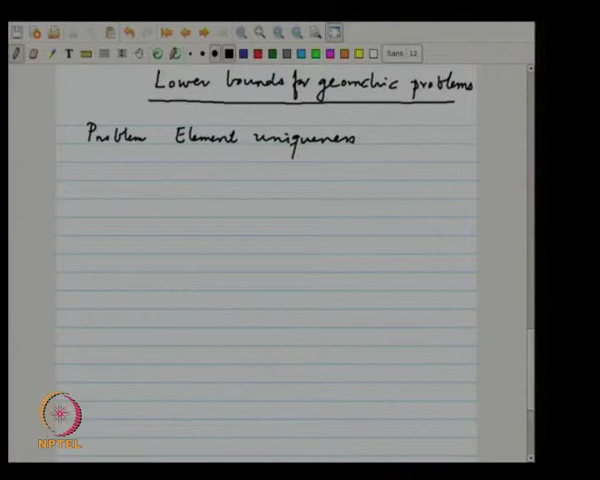 Sans 12
Lower bounds for geometric problems
Problem Element uniqueness
NPTEL